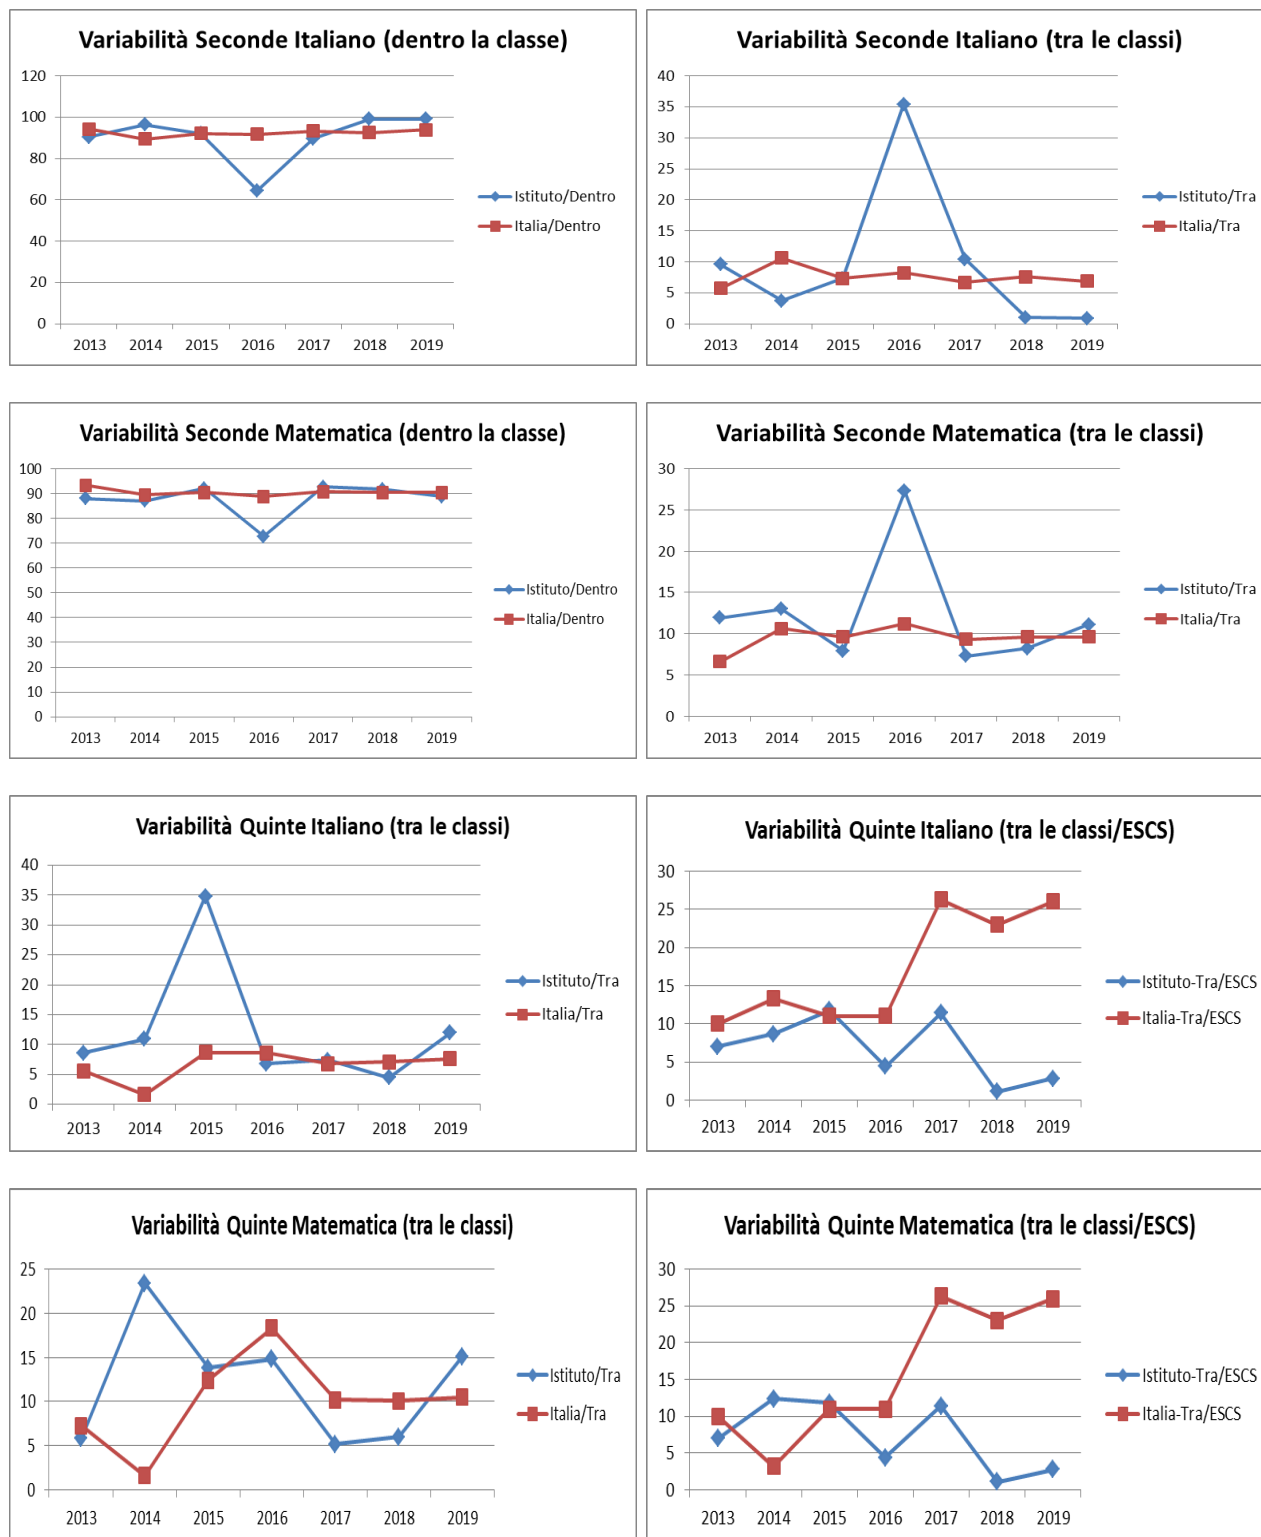 Variabilità Seconde Italiano (dentro la classe)
120
100
80
60
40
20
0
2013 2014 2015 2016 2017 2018 2019
Istituto/Dentro
Italia/Dentro
Variabilità Seconde Italiano (tra le classi)
40
35
30
25
20
15
10
5
0
2013 2014 2015 2016 2017 2018 2019
Istituto/Tra
Italia/Tra
Variabilità Seconde Matematica (dentro la classe)
100
90
80
70
60
50
40
30
20
10
0
2013 2014 2015 2016 2017 2018 2019
Istituto/Dentro
Italia/Dentro
Variabilità Seconde Matematica (tra le classi)
30
25
20
15
10
5
0
2013 2014 2015 2016 2017 2018 2019
Istituto/Tra
Italia/Tra
Variabilità Quinte Italiano (tra le classi)
40
35
30
25
20
15
10
5
0
2013 2014 2015 2016 2017 2018 2019
Istituto/Tra
Italia/Tra
Variabilità Quinte Italiano (tra le classi/ESCS)
30
25
20
15
10
5
0
2013 2014 2015 2016 2017 2018 2019
Istituto-Tra/ESCS
Italia-Tra/ESCS
Variabilità Quinte Matematica (tra le classi)
25
20
15
10
5
0
2013 2014 2015 2016 2017 2018 2019
Istituto/Tra
Italia/Tra
Variabilità Quinte Matematica (tra le classi/ESCS)
30
25
20
15
10
5
0
2013 2014 2015 2016 2017 2018 2019
Istituto-Tra/ESCS
Italia-Tra/ESCS